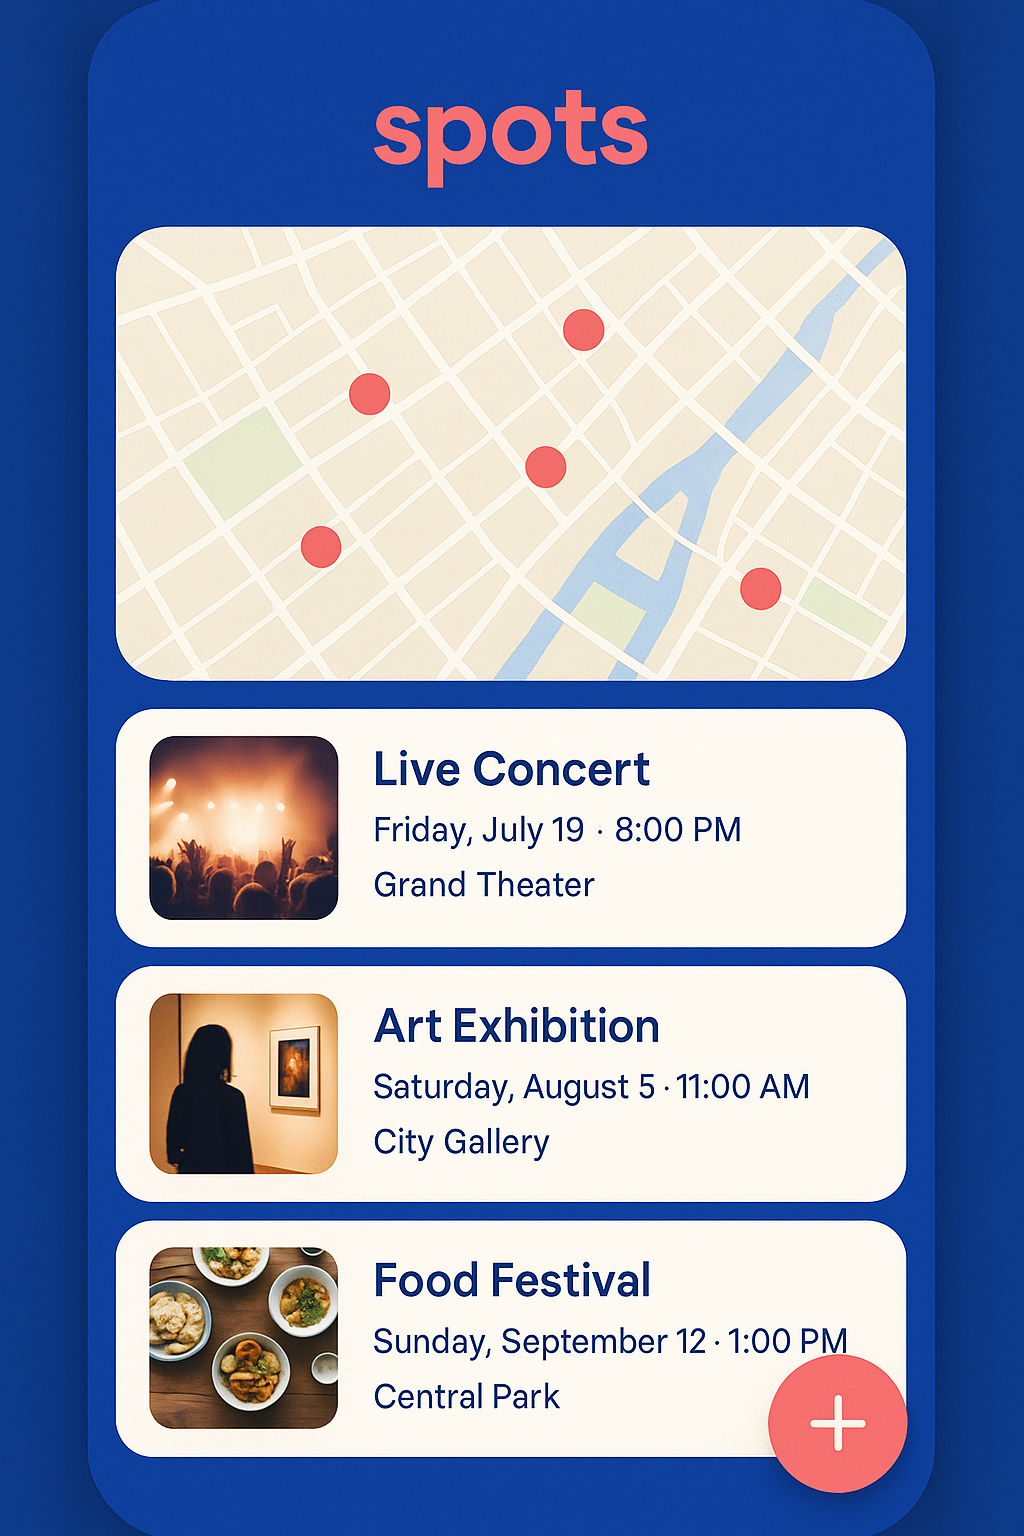 spots
Live Concert
Friday, July 19 · 8:00 PM
Grand Theater
Art Exhibition
Saturday, August 5 · 11:00 AM
City Gallery
Food Festival
Sunday, September 12 · 1:00 PM
Central Park